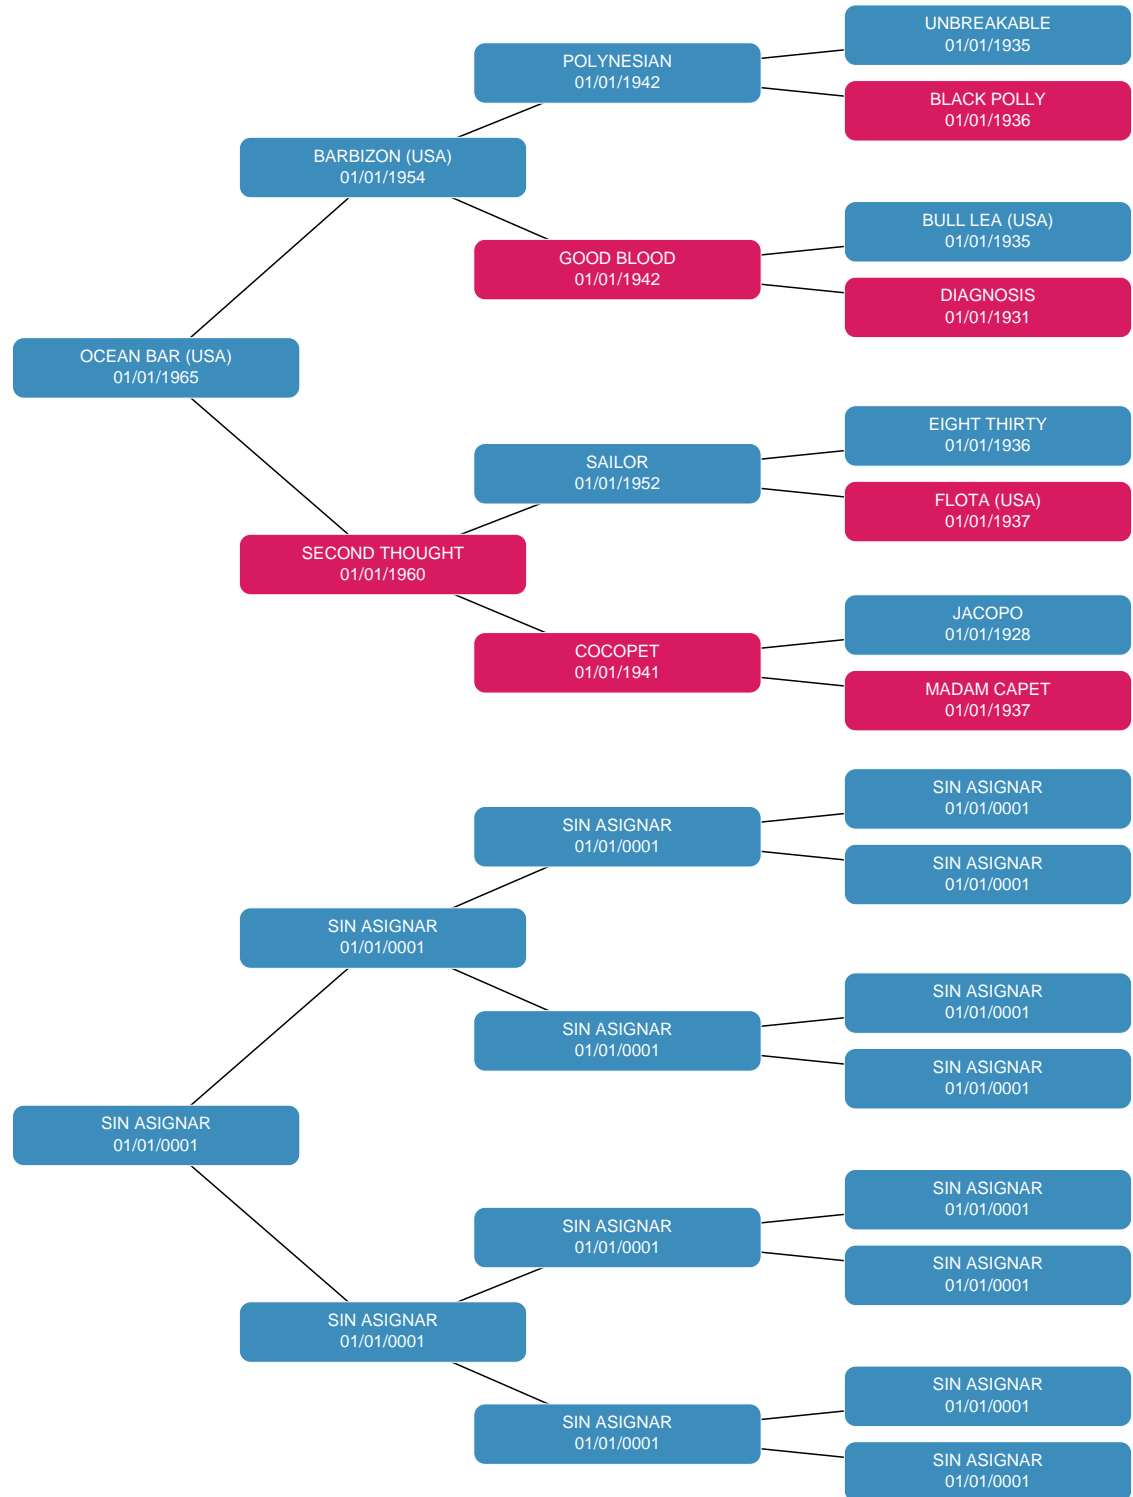 UNBREAKABLE
01/01/1935
POLYNESIAN
01/01/1942
BLACK POLLY
01/01/1936
BARBIZON (USA)
01/01/1954
BULL LEA (USA)
01/01/1935
GOOD BLOOD
01/01/1942
DIAGNOSIS
01/01/1931
OCEAN BAR (USA)
01/01/1965
EIGHT THIRTY
01/01/1936
SAILOR
01/01/1952
FLOTA (USA)
01/01/1937
SECOND THOUGHT
01/01/1960
JACOPO
01/01/1928
COCOPET
01/01/1941
MADAM CAPET
01/01/1937
SIN ASIGNAR
01/01/0001
SIN ASIGNAR
01/01/0001
SIN ASIGNAR
01/01/0001
SIN ASIGNAR
01/01/0001
SIN ASIGNAR
01/01/0001
SIN ASIGNAR
01/01/0001
SIN ASIGNAR
01/01/0001
SIN ASIGNAR
01/01/0001
SIN ASIGNAR
01/01/0001
SIN ASIGNAR
01/01/0001
SIN ASIGNAR
01/01/0001
SIN ASIGNAR
01/01/0001
SIN ASIGNAR
01/01/0001
SIN ASIGNAR
01/01/0001
SIN ASIGNAR
01/01/0001